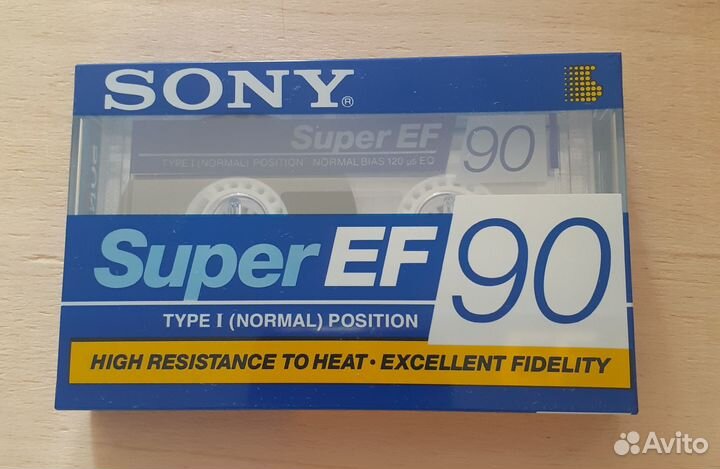 SONY®
Super EF 90
TYPE I (NORMAL) POSITION NORMAL BIAS 120 µs EQ
Super EF 90
TYPE I (NORMAL) POSITION
HIGH RESISTANCE TO HEAT · EXCELLENT FIDELITY
Avito